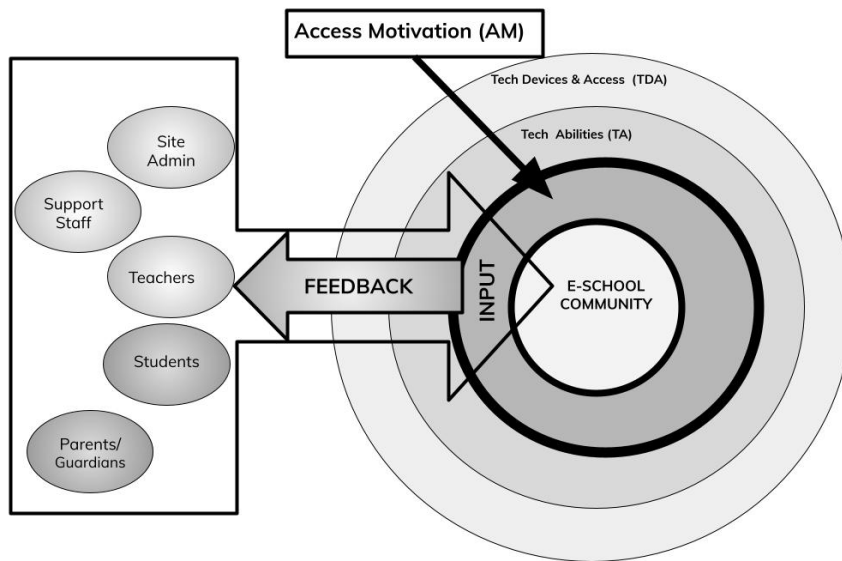 Access Motivation (AM)
Tech Devices & Access (TDA)
Tech Abilities (TA)
Site
Admin
Support
Staff
Teachers
FEEDBACK
INPUT
E-SCHOOL
COMMUNITY
Students
Parents/
Guardians